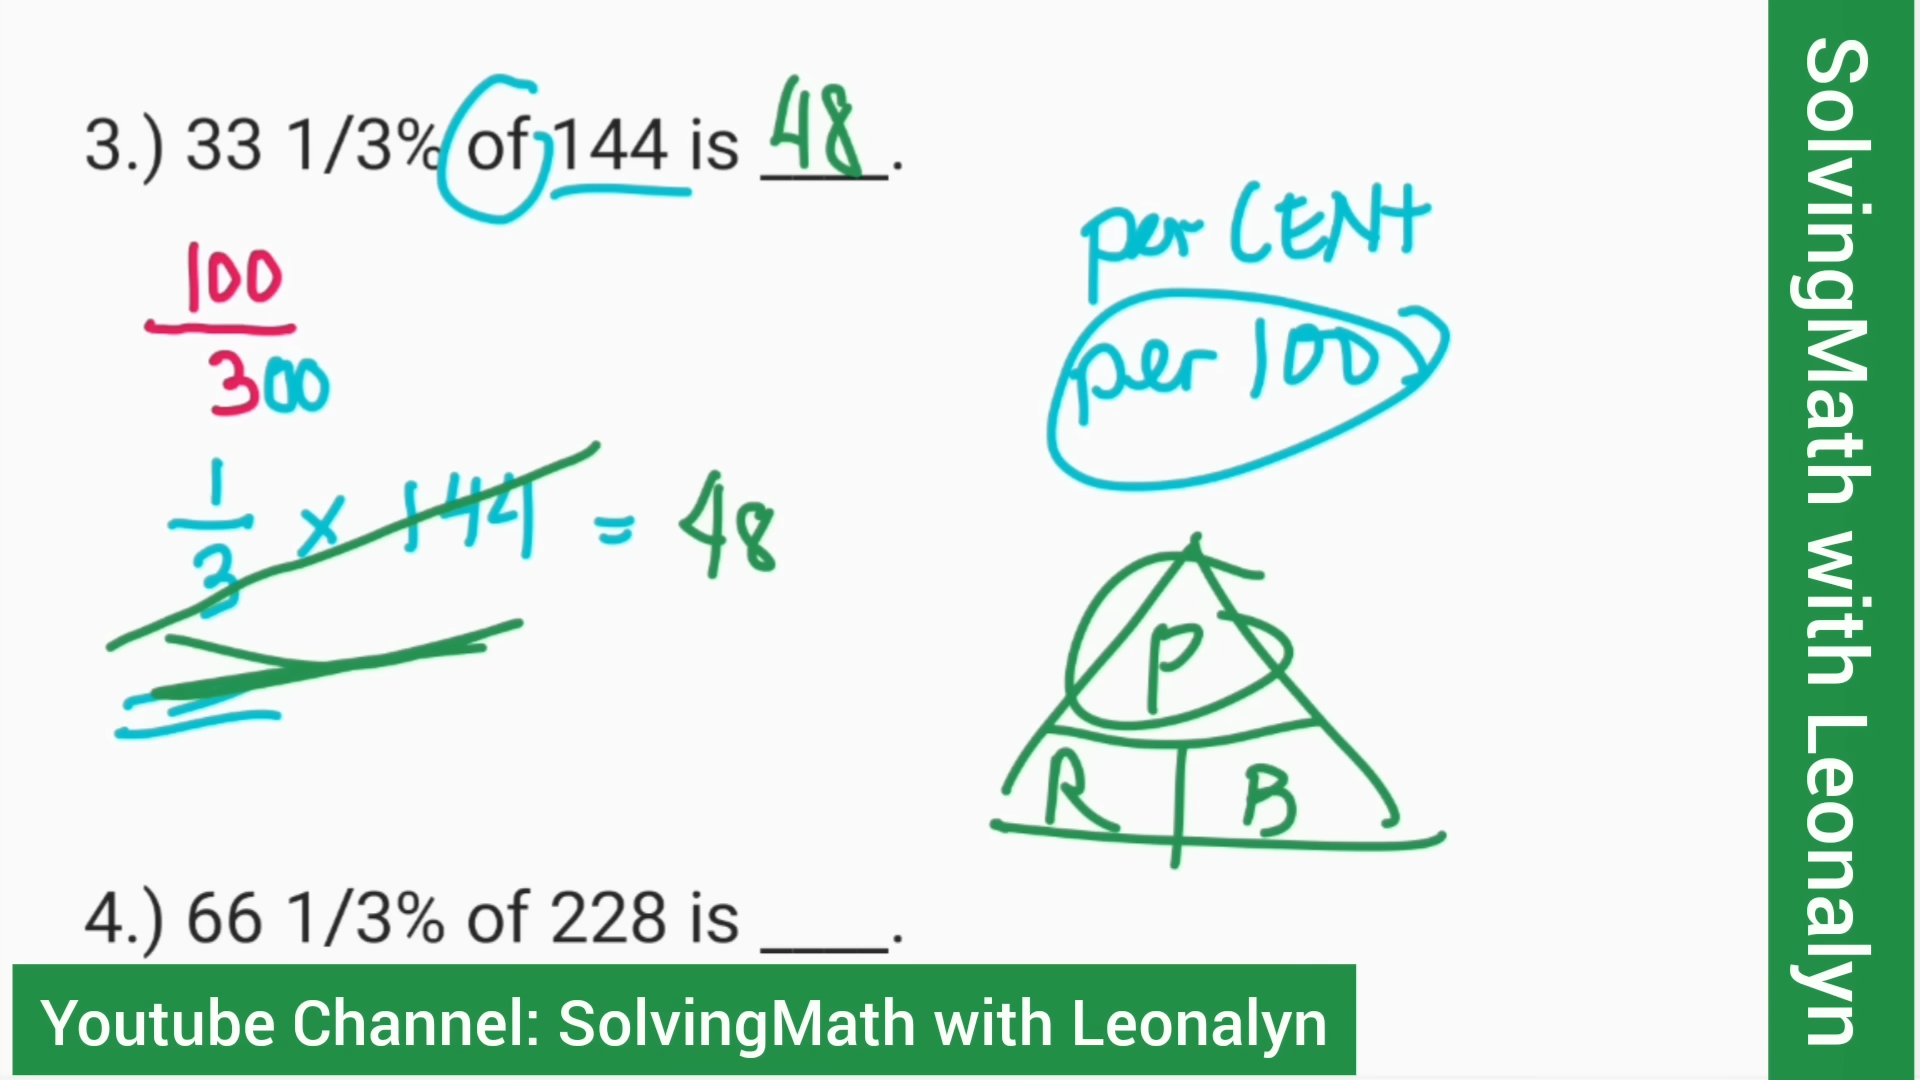 3.) 33 1/3% of 144 is 48.
100
300
1
3
x 144 = 48
per CENT
per 100
P
R B
4.) 66 1/3% of 228 is ____.
Youtube Channel: SolvingMath with Leonalyn
SolvingMath with Leonalyn